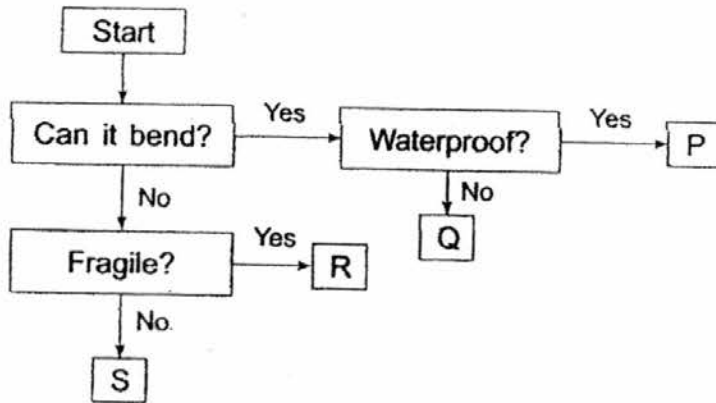 Start
Can it bend?
Yes
Waterproof?
Yes
P
No
No
Q
Fragile?
Yes
R
No.
S